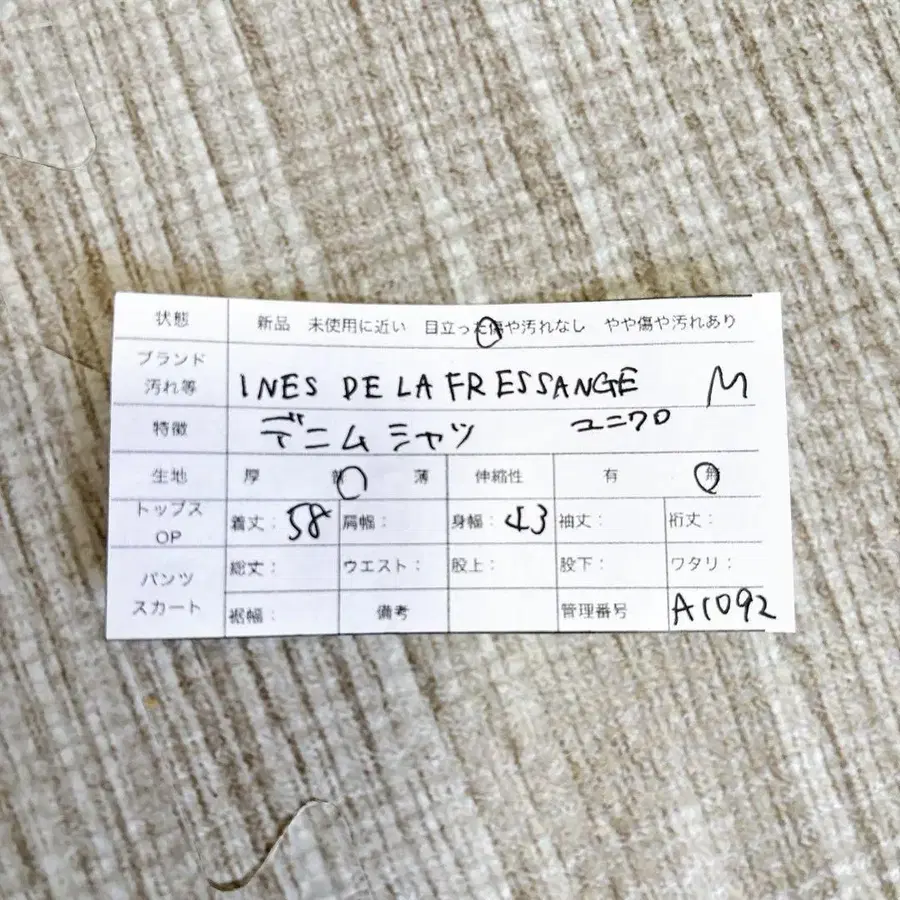 状態 新品 未使用に近い 目立った傷や汚れなし やや傷や汚れあり
ブランド
汚れ等 INES DE LA FRESSANGE M
特徴 デニムシャツ ユニクロ
生地 厚 普 薄 伸縮性 有 無
トップス
OP 着丈: 58 肩幅: 身幅: 43 袖丈: 裄丈:
パンツ
スカート 総丈: ウエスト: 股上: 股下: ワタリ:
裾幅: 備考 管理番号 A1092